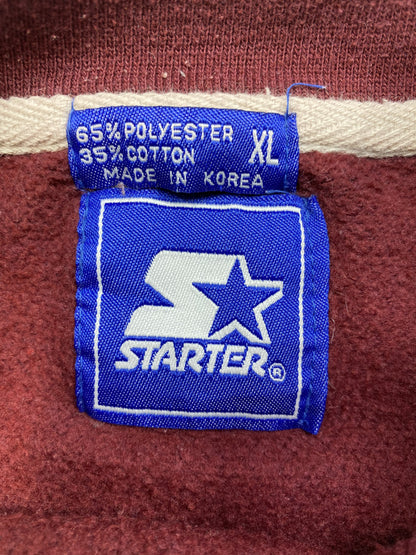 65% POLYESTER
35% COTTON XL
MADE IN KOREA
STARTER®